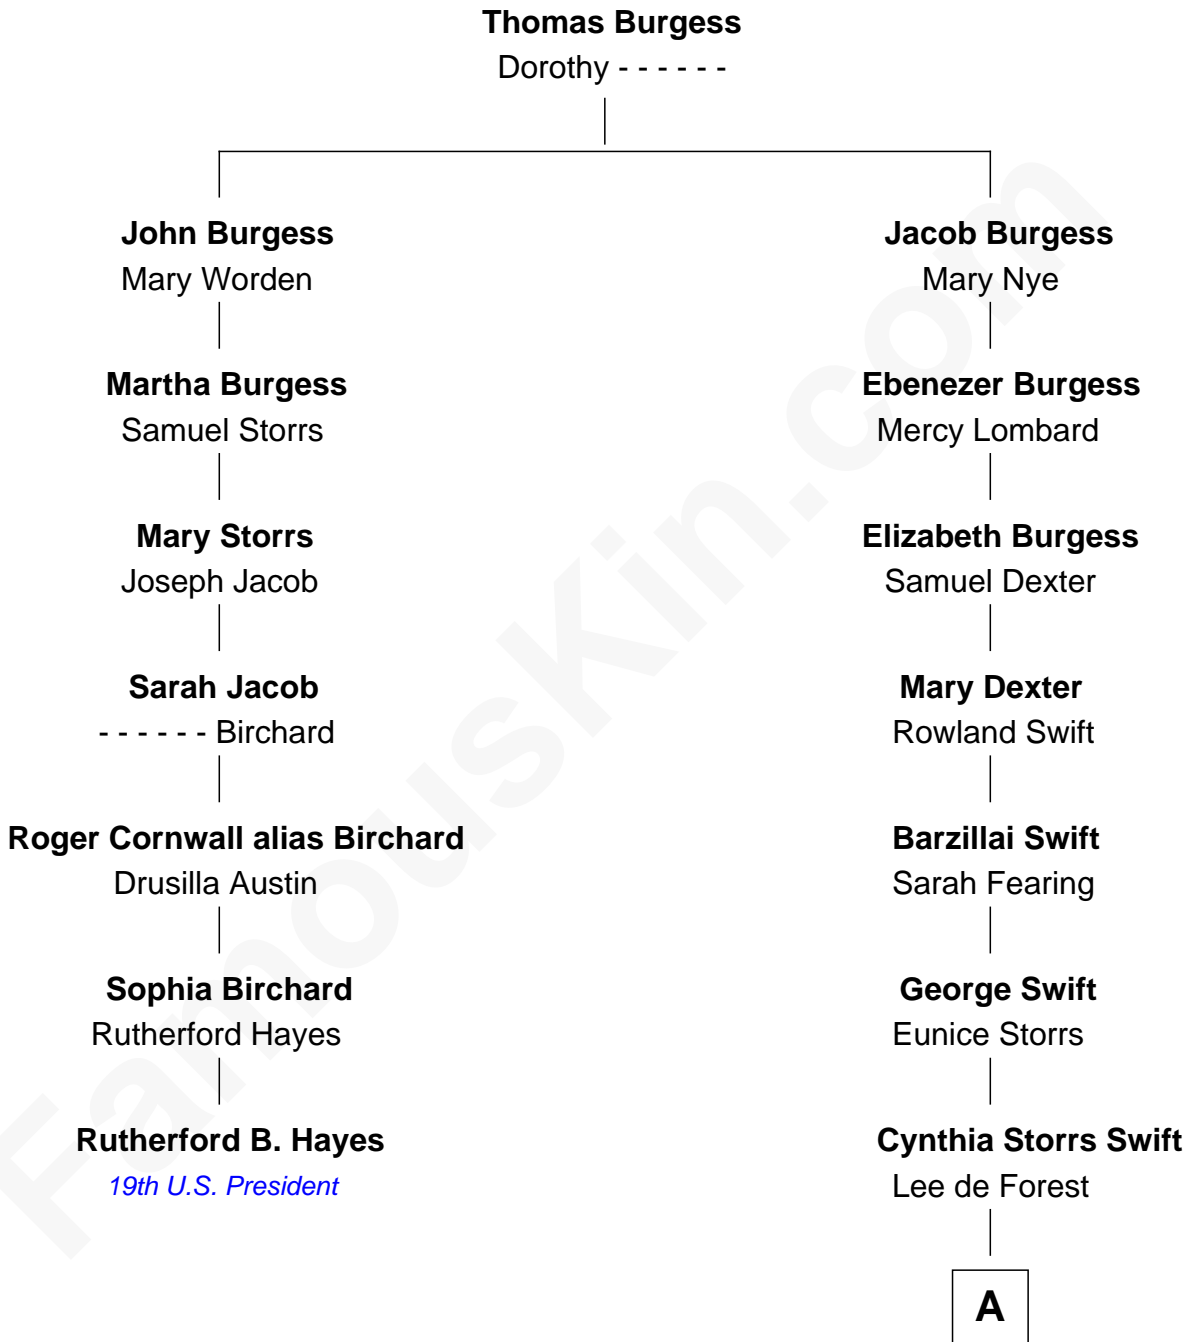 Thomas Burgess
Dorothy - - - - - -
John Burgess
Mary Worden
Jacob Burgess
Mary Nye
Martha Burgess
Samuel Storrs
Ebenezer Burgess
Mercy Lombard
Mary Storrs
Joseph Jacob
Elizabeth Burgess
Samuel Dexter
Sarah Jacob
- - - - - - Birchard
Mary Dexter
Rowland Swift
Roger Cornwall alias Birchard
Drusilla Austin
Barzillai Swift
Sarah Fearing
Sophia Birchard
Rutherford Hayes
George Swift
Eunice Storrs
Rutherford B. Hayes
19th U.S. President
Cynthia Storrs Swift
Lee de Forest
A
FamousKin.com